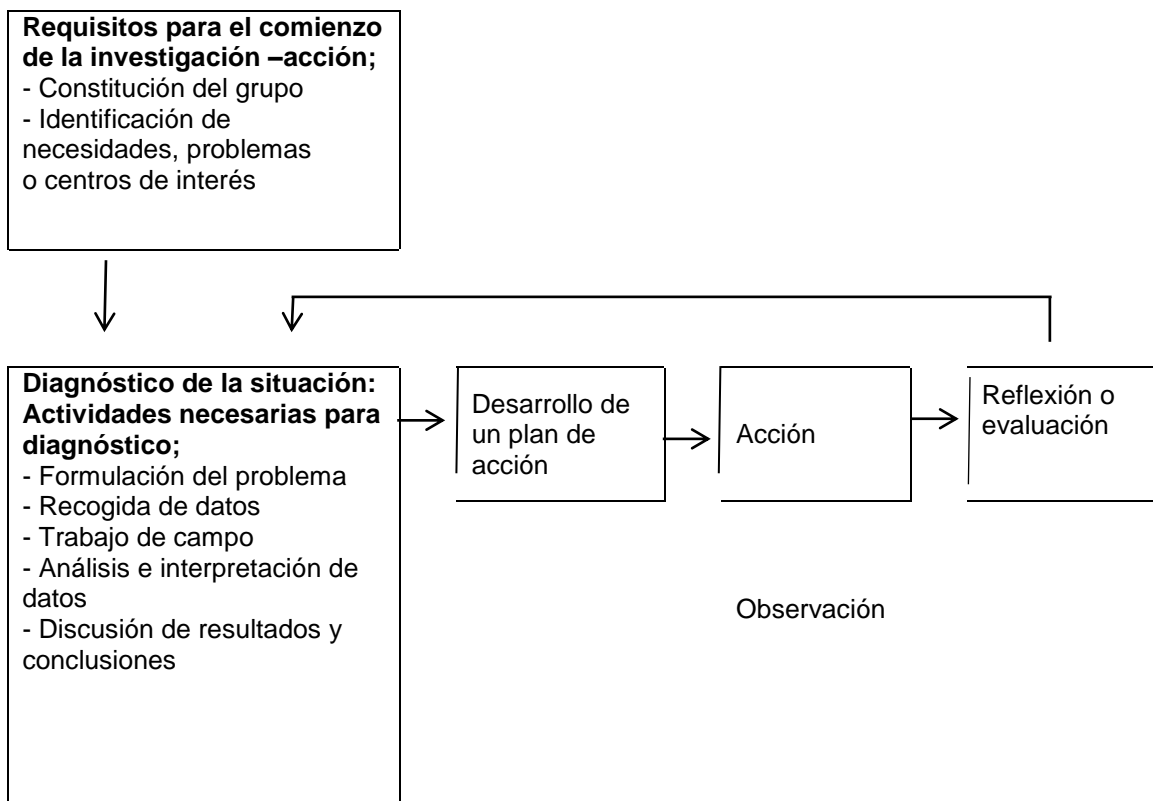 Requisitos para el comienzo
de la investigación –acción;
- Constitución del grupo
- Identificación de
necesidades, problemas
o centros de interés
Diagnóstico de la situación:
Actividades necesarias para
diagnóstico;
- Formulación del problema
- Recogida de datos
- Trabajo de campo
- Análisis e interpretación de
datos
- Discusión de resultados y
conclusiones
Desarrollo de
un plan de
acción
Acción
Reflexión o
evaluación
Observación